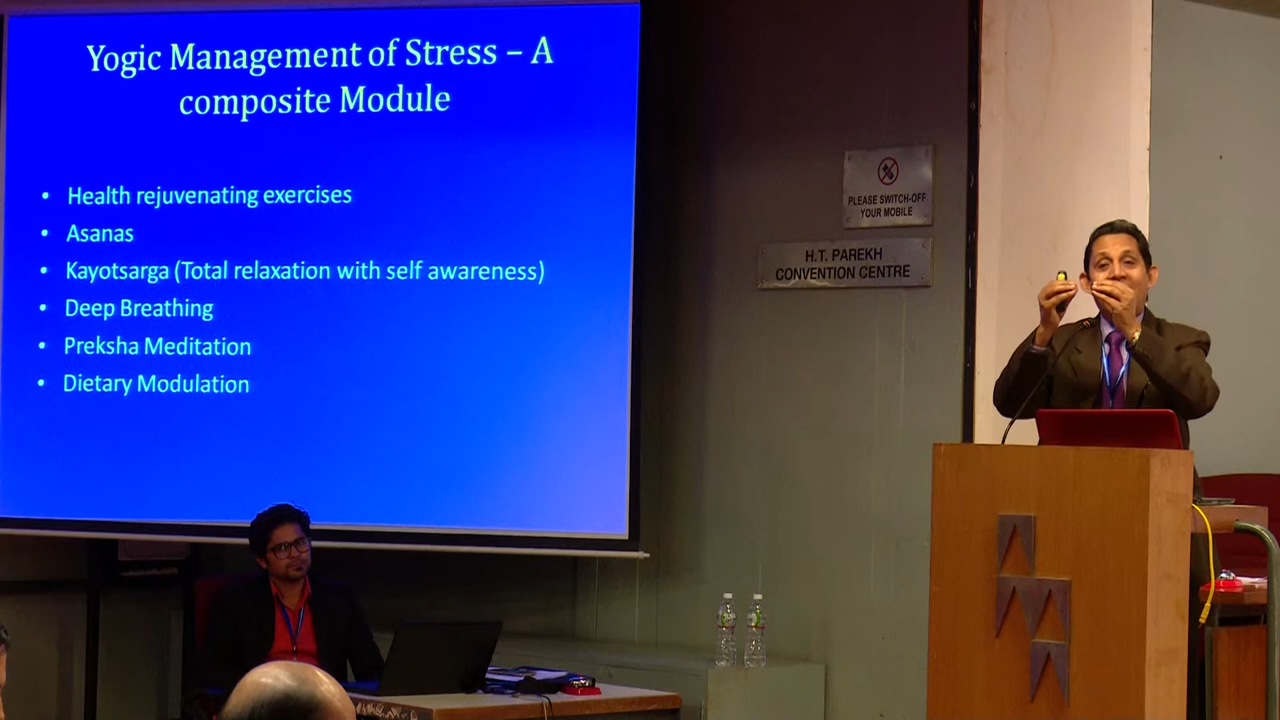 Yogic Management of Stress – A
composite Module
• Health rejuvenating exercises
• Asanas
• Kayotsarga (Total relaxation with self awareness)
• Deep Breathing
• Preksha Meditation
• Dietary Modulation
PLEASE SWITCH-OFF
YOUR MOBILE
H.T. PAREKH
CONVENTION CENTRE